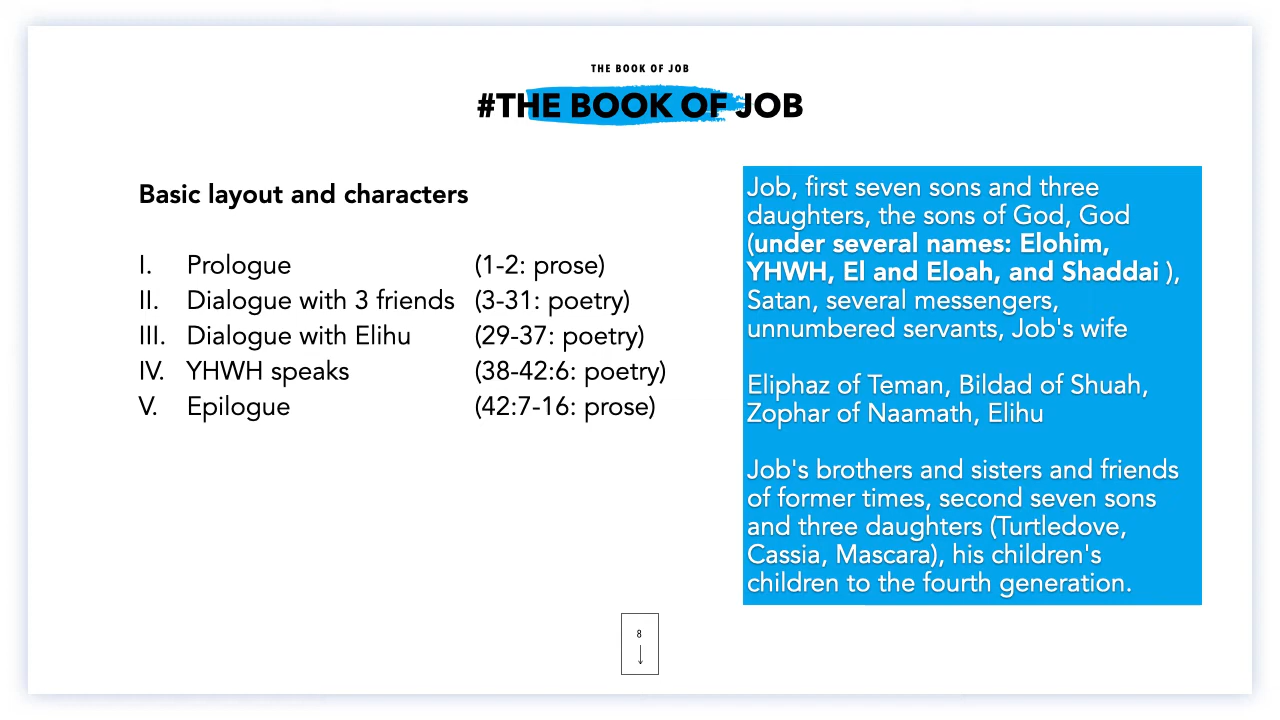 THE BOOK OF JOB
#THE BOOK OF JOB
Basic layout and characters
I. Prologue (1-2: prose)
II. Dialogue with 3 friends (3-31: poetry)
III. Dialogue with Elihu (29-37: poetry)
IV. YHWH speaks (38-42:6: poetry)
V. Epilogue (42:7-16: prose)
Job, first seven sons and three
daughters, the sons of God, God
(under several names: Elohim,
YHWH, El and Eloah, and Shaddai ),
Satan, several messengers,
unnumbered servants, Job's wife
Eliphaz of Teman, Bildad of Shuah,
Zophar of Naamath, Elihu
Job's brothers and sisters and friends
of former times, second seven sons
and three daughters (Turtledove,
Cassia, Mascara), his children's
children to the fourth generation.
8